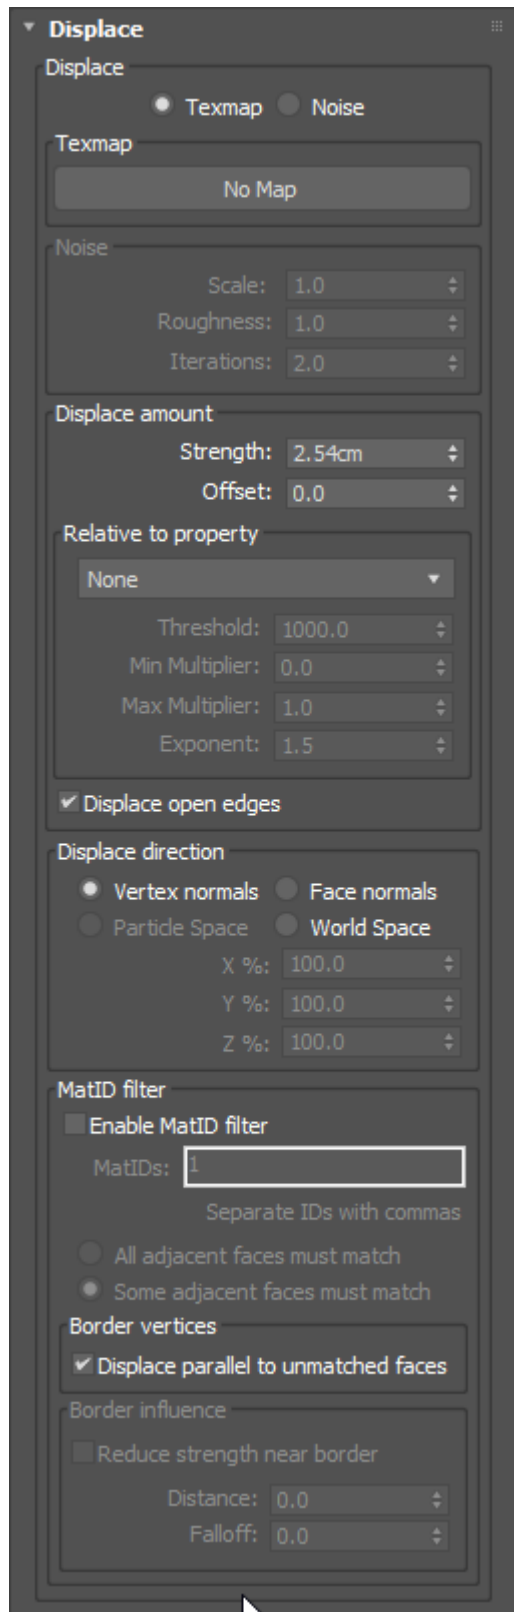 Displace
Displace
Texmap Noise
Texmap
No Map
Noise
Scale: 1.0
Roughness: 1.0
Iterations: 2.0
Displace amount
Strength: 2.54cm
Offset: 0.0
Relative to property
None
Threshold: 1000.0
Min Multiplier: 0.0
Max Multiplier: 1.0
Exponent: 1.5
Displace open edges
Displace direction
Vertex normals Face normals
Particle Space World Space
X %: 100.0
Y %: 100.0
Z %: 100.0
MatID filter
Enable MatID filter
MatIDs: 1
Separate IDs with commas
All adjacent faces must match
Some adjacent faces must match
Border vertices
Displace parallel to unmatched faces
Border influence
Reduce strength near border
Distance: 0.0
Falloff: 0.0